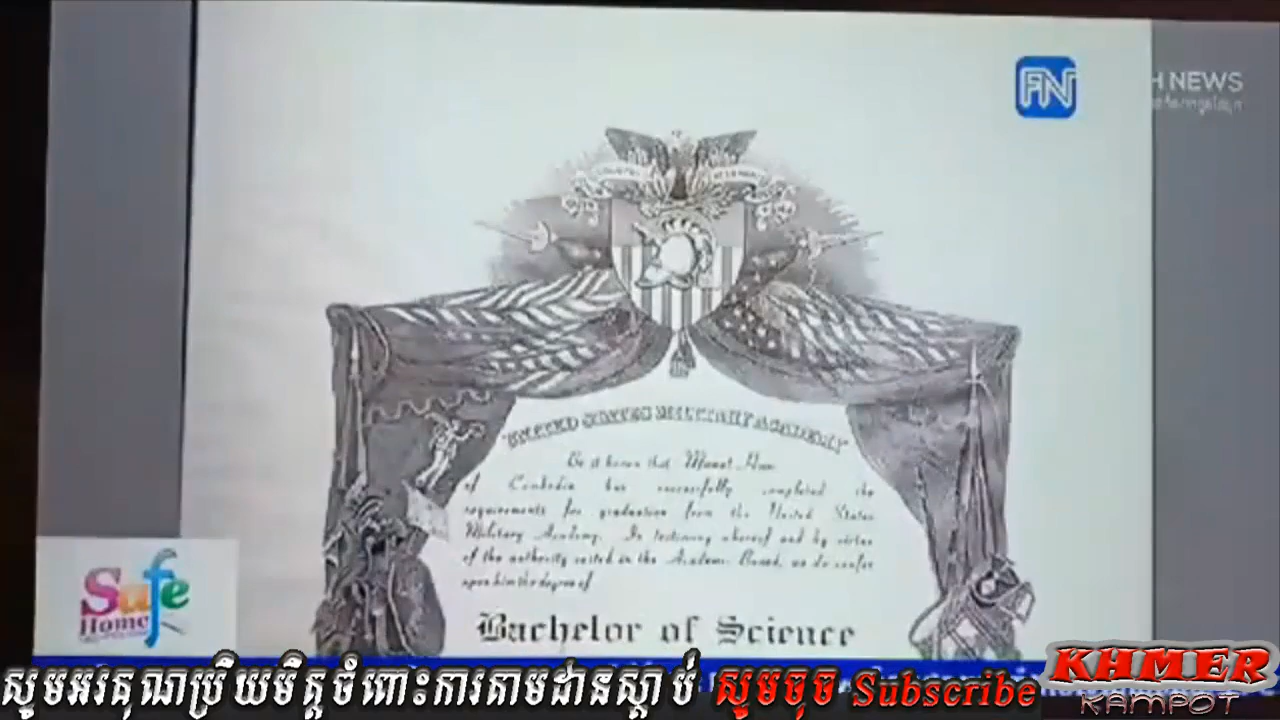 FN
H NEWS
UNITED STATES MILITARY ACADEMY
Be it known that Manet Hun
of Cambodia has successfully completed the
requirements for graduation from the United States
Military Academy. In testimony whereof and by virtue
of the authority vested in the Academic Board, we do confer
upon him the degree of
Bachelor of Science
Safe
Home
សូមអរគុណប្រិយមិត្តចំពោះការតាមដានស្តាប់ សូមចុច Subscribe
KHMER
KAMPOT